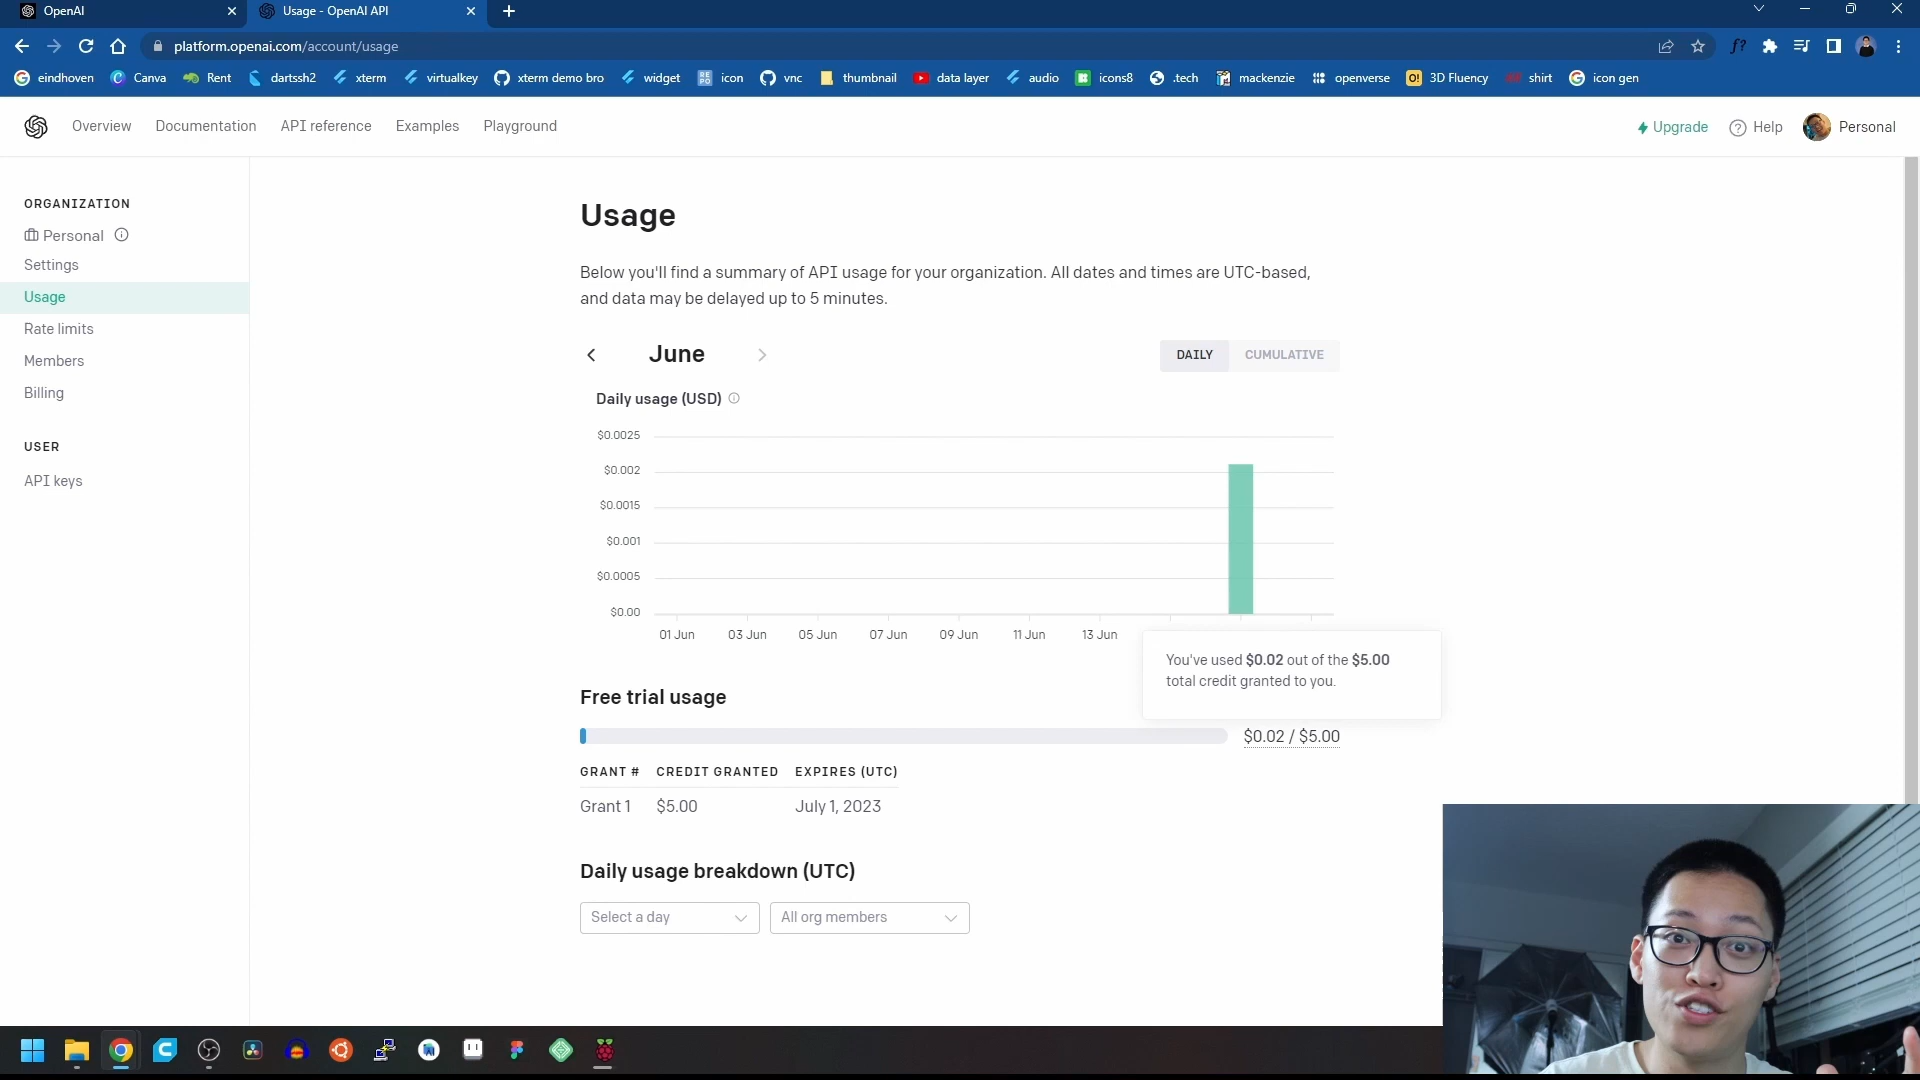 OpenAI
Usage - OpenAI API
platform.openai.com/account/usage
f?
eindhoven
Canva
Rent
dartssh2
xterm
virtualkey
xterm demo bro
widget
icon
vnc
thumbnail
data layer
audio
icons8
.tech
mackenzie
openverse
3D Fluency
shirt
icon gen
Overview
Documentation
API reference
Examples
Playground
Upgrade
Help
Personal
ORGANIZATION
Personal
Settings
Usage
Rate limits
Members
Billing
USER
API keys
Usage
Below you'll find a summary of API usage for your organization. All dates and times are UTC-based,
and data may be delayed up to 5 minutes.
June
DAILY
CUMULATIVE
Daily usage (USD)
$0.0025
$0.002
$0.0015
$0.001
$0.0005
$0.00
01 Jun
03 Jun
05 Jun
07 Jun
09 Jun
11 Jun
13 Jun
You've used $0.02 out of the $5.00
total credit granted to you.
Free trial usage
$0.02 / $5.00
GRANT # CREDIT GRANTED EXPIRES (UTC)
Grant 1 $5.00 July 1, 2023
Daily usage breakdown (UTC)
Select a day
All org members